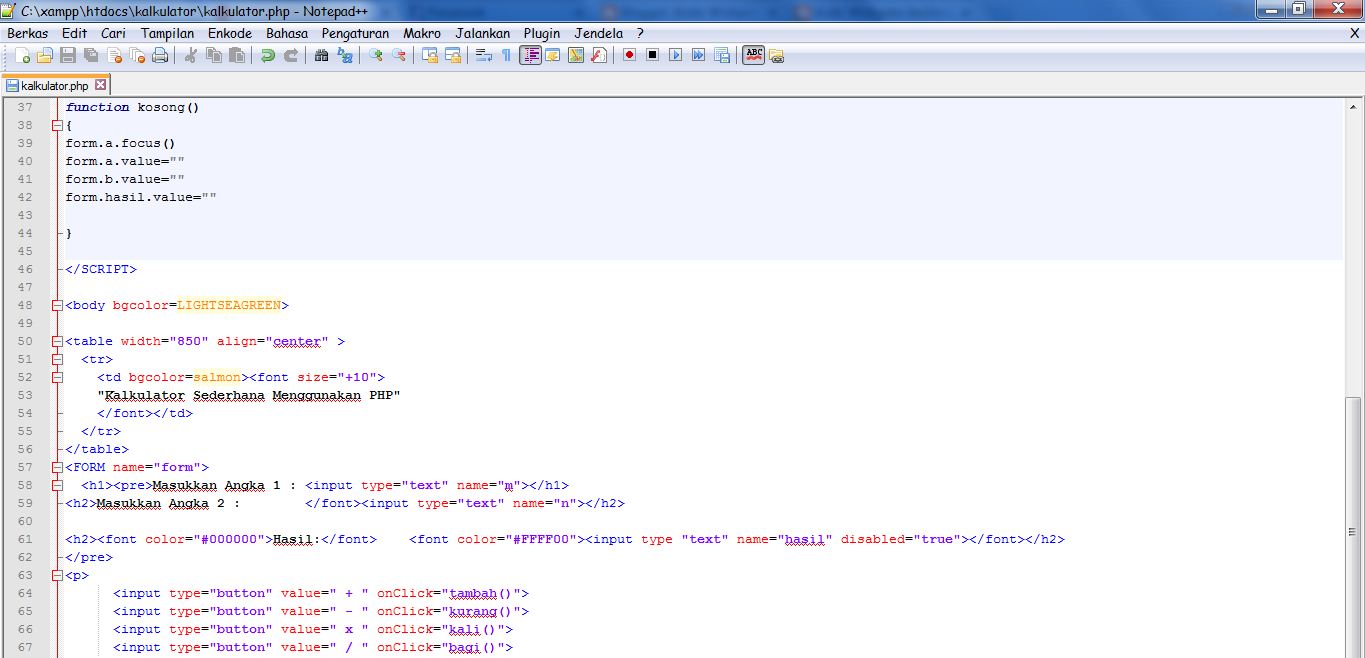 C:\xampp\htdocs\kalkulator\kalkulator.php - Notepad++
Berkas Edit Cari Tampilan Enkode Bahasa Pengaturan Makro Jalankan Plugin Jendela ? X
ABC
kalkulator.php
37 function kosong()
38 {
39 form.a.focus()
40 form.a.value=""
41 form.b.value=""
42 form.hasil.value=""
43
44 }
45
46 </SCRIPT>
47
48 <body bgcolor=LIGHTSEAGREEN>
49
50 <table width="850" align="center" >
51 <tr>
52 <td bgcolor=salmon><font size="+10">
53 "Kalkulator Sederhana Menggunakan PHP"
54 </font></td>
55 </tr>
56 </table>
57 <FORM name="form">
58 <h1><pre>Masukkan Angka 1 : <input type="text" name="m"></h1>
59 <h2>Masukkan Angka 2 : </font><input type="text" name="n"></h2>
60
61 <h2><font color="#000000">Hasil:</font> <font color="#FFFF00"><input type "text" name="hasil" disabled="true"></font></h2>
62 </pre>
63 <p>
64 <input type="button" value=" + " onClick="tambah()">
65 <input type="button" value=" - " onClick="kurang()">
66 <input type="button" value=" x " onClick="kali()">
67 <input type="button" value=" / " onClick="bagi()">